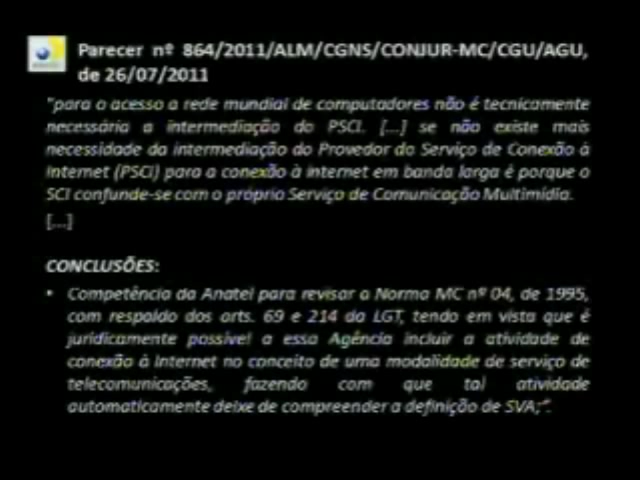 Parecer nº 864/2011/ALM/CGNS/CONJUR-MC/CGU/AGU,
de 26/07/2011
"para o acesso a rede mundial de computadores não é tecnicamente
necessária a intermediação do PSCI. [...] se não existe mais
necessidade da intermediação do Provedor do Serviço de Conexão à
Internet (PSCI) para a conexão à internet em banda larga é porque o
SCI confunde-se com o próprio Serviço de Comunicação Multimídia.
[...]
CONCLUSÕES:
• Competência da Anatel para revisar a Norma MC nº 04, de 1995,
com respaldo dos arts. 69 e 214 da LGT, tendo em vista que é
juridicamente possível a essa Agência incluir a atividade de
conexão à Internet no conceito de uma modalidade de serviço de
telecomunicações, fazendo com que tal atividade
automaticamente deixe de compreender a definição de SVA;".